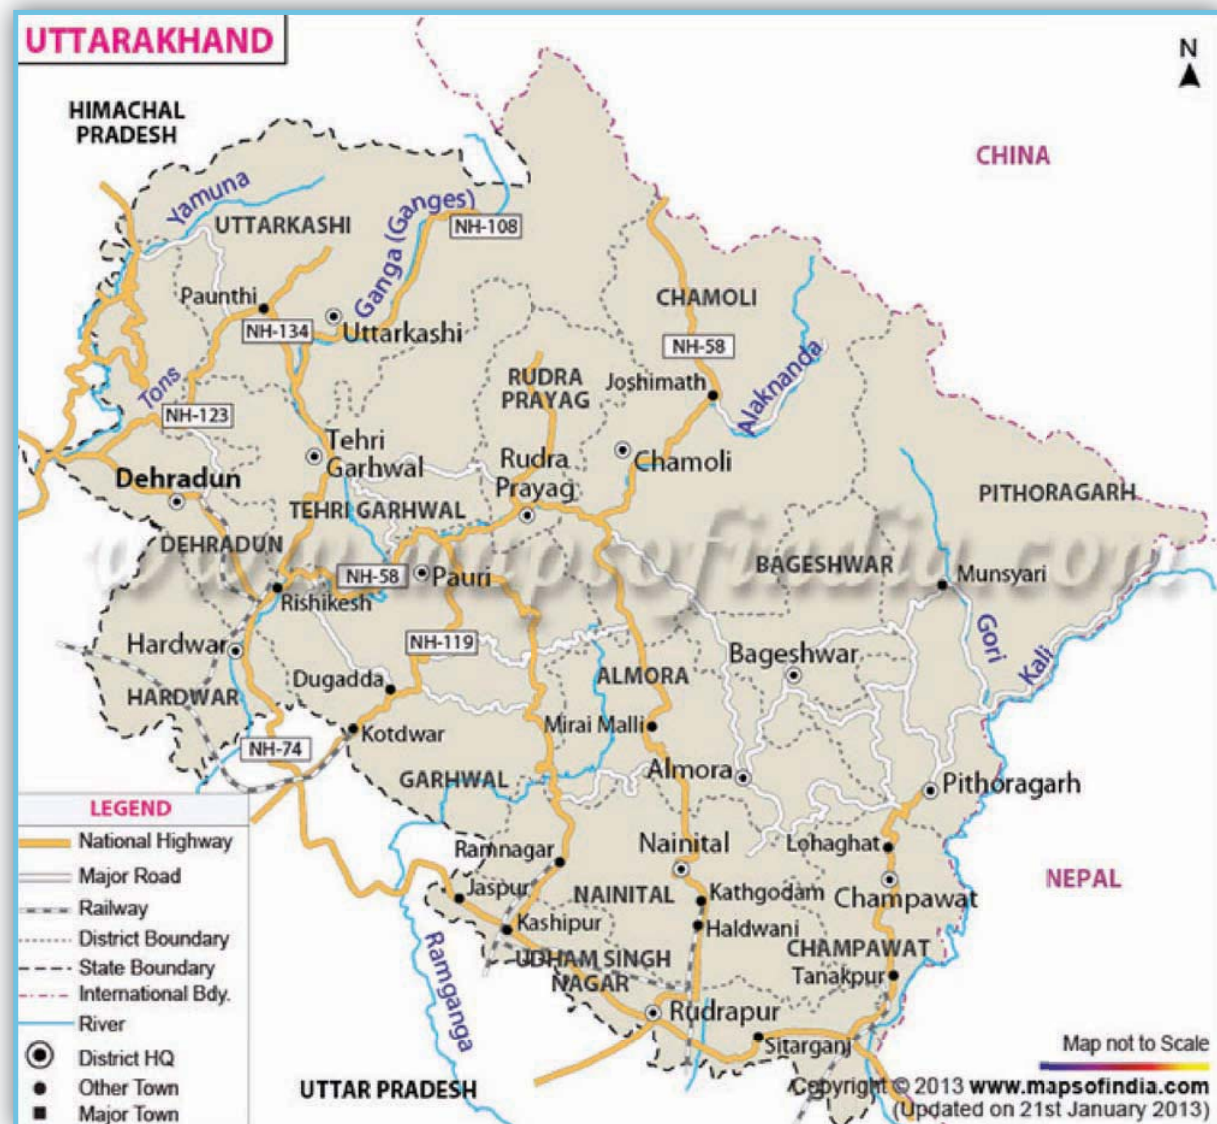 UTTARAKHAND
N
HIMACHAL
PRADESH
CHINA
Yamuna
UTTARKASHI
Ganga (Ganges)
NH-108
Paunthi
NH-134
Uttarkashi
CHAMOLI
NH-58
Tons
NH-123
RUDRA
PRAYAG
Joshimath
Alaknanda
Tehri
Garhwal
Rudra
Prayag
Chamoli
Dehradun
TEHRI GARHWAL
PITHORAGARH
www.mapsofindia.com
DEHRADUN
NH-58
Pauri
BAGESHWAR
Munsyari
Rishikesh
Hardwar
NH-119
Gori
Kali
Bageshwar
HARDWAR
Dugadda
ALMORA
Mirai Malli
Kotdwar
NH-74
GARHWAL
Almora
Pithoragarh
LEGEND
National Highway
Major Road
Railway
District Boundary
State Boundary
International Bdy.
River
District HQ
Other Town
Major Town
Ramnagar
Nainital
Lohaghat
Jaspur
NAINITAL
Kathgodam
Champawat
NEPAL
Kashipur
Haldwani
Ramganga
UDHAM SINGH
NAGAR
CHAMPAWAT
Tanakpur
Rudrapur
Sitarganj
UTTAR PRADESH
Map not to Scale
Copyright © 2013 www.mapsofindia.com
(Updated on 21st January 2013)